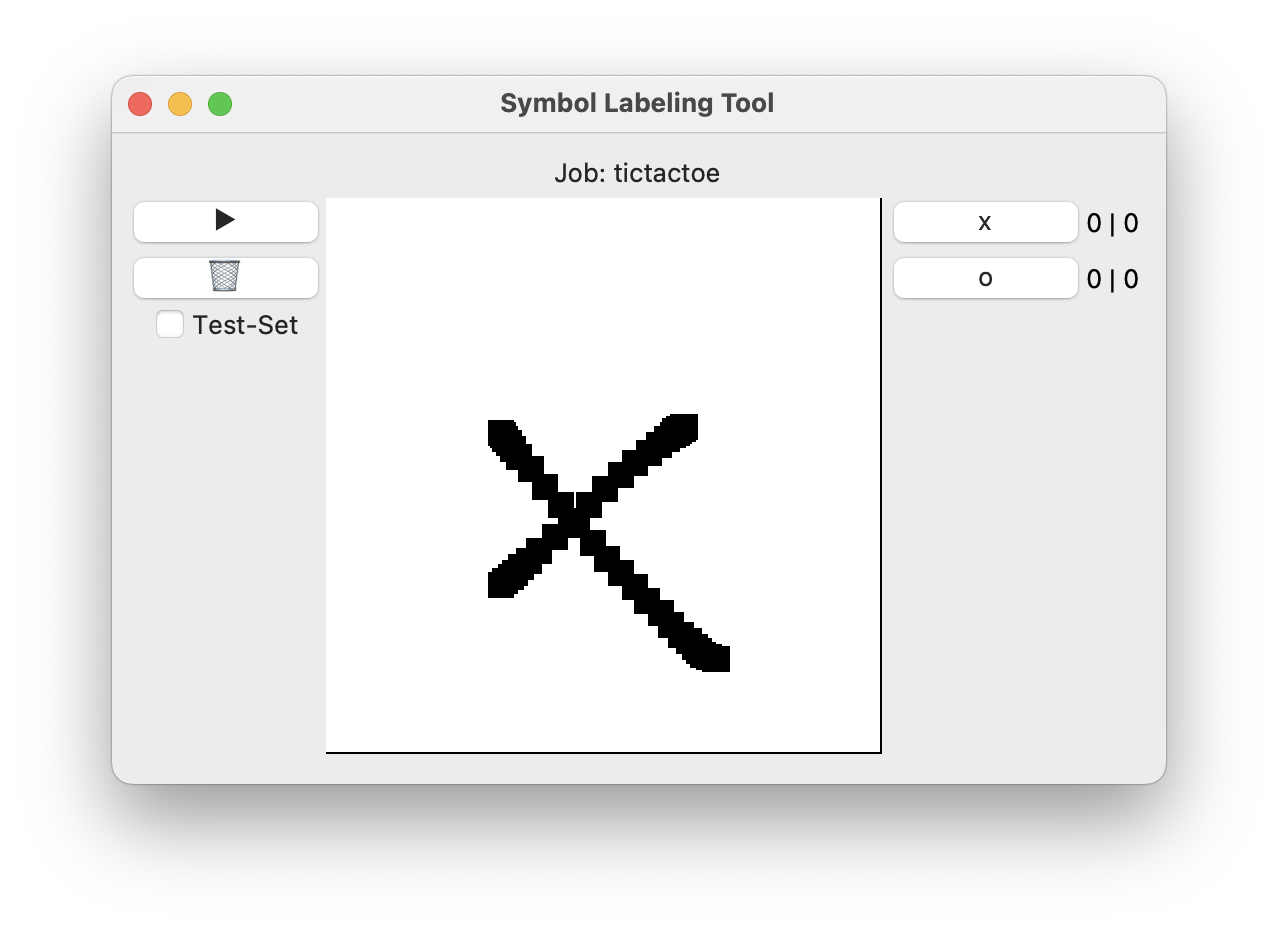 Symbol Labeling Tool
Job: tictactoe
x 0 | 0
o 0 | 0
Test-Set